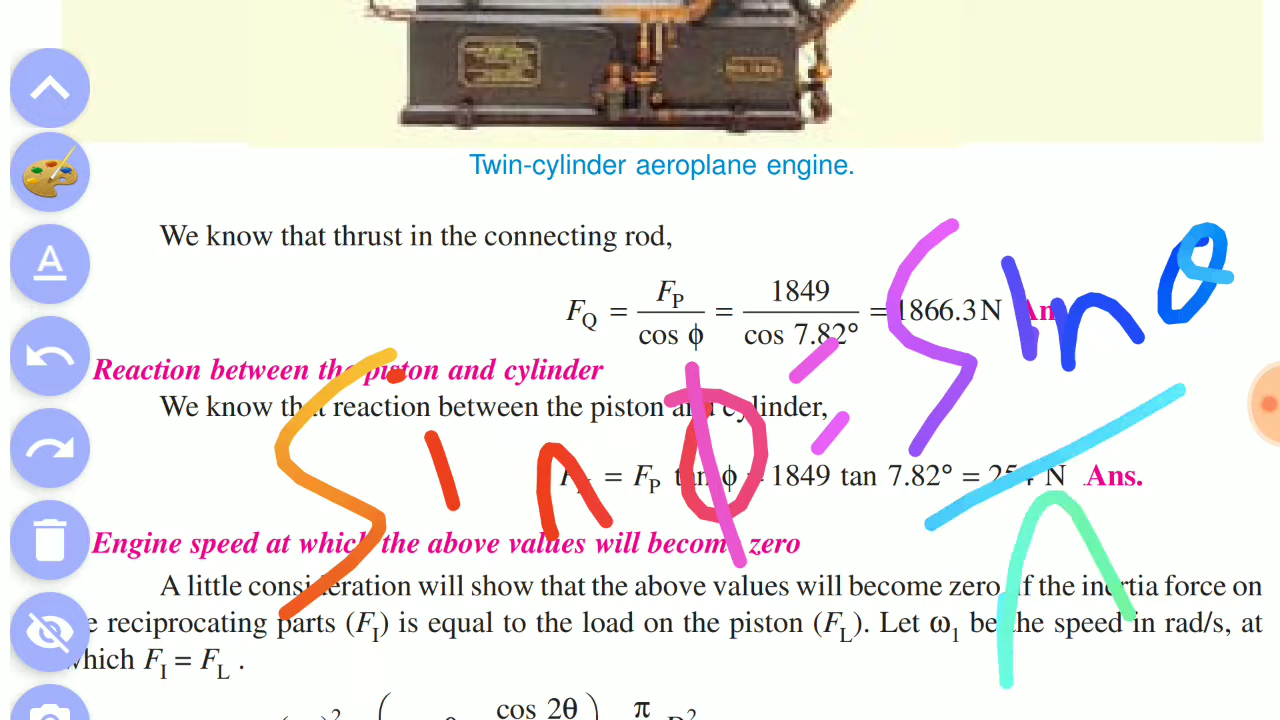 Twin-cylinder aeroplane engine.
We know that thrust in the connecting rod,
F_Q = F_P / cos ϕ = 1849 / cos 7.82° = 1866.3 N Ans.
Reaction between the piston and cylinder
We know that reaction between the piston and cylinder,
= F_P tan ϕ = 1849 tan 7.82° = 254 N Ans.
Engine speed at which the above values will become zero
A little consideration will show that the above values will become zero, if the inertia force on
the reciprocating parts (F_I) is equal to the load on the piston (F_L). Let ω_1 be the speed in rad/s, at
which F_I = F_L .
cos 2θ π
Sin ϕ = Sin θ / n
A